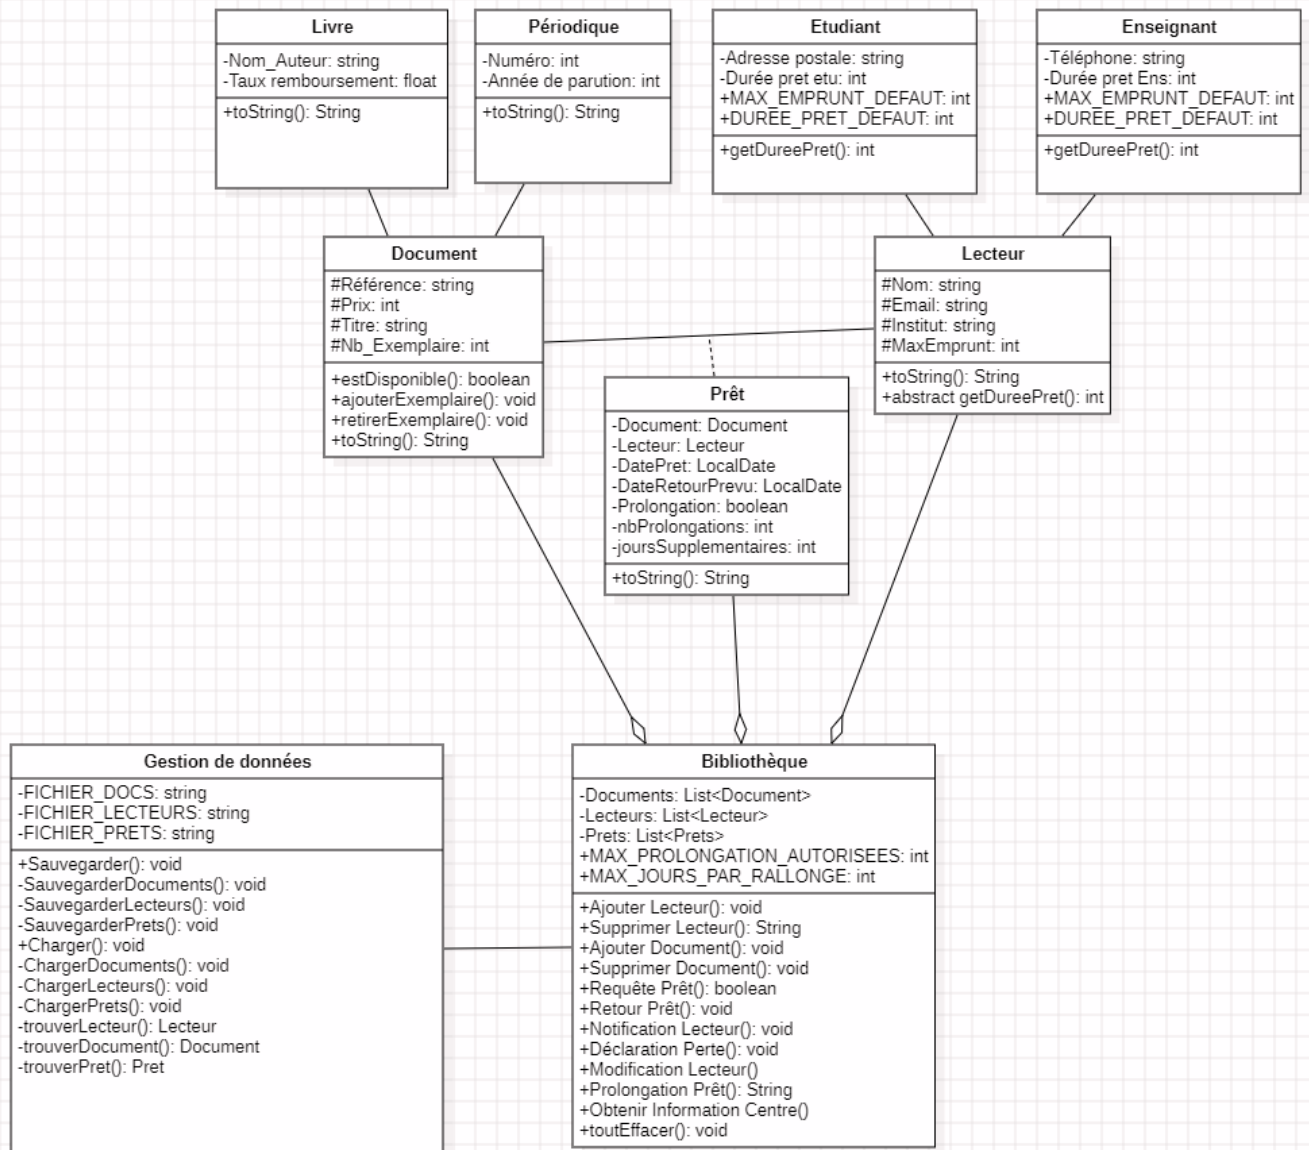 Livre
-Nom_Auteur: string
-Taux remboursement: float
+toString(): String
Périodique
-Numéro: int
-Année de parution: int
+toString(): String
Etudiant
-Adresse postale: string
-Durée pret etu: int
+MAX_EMPRUNT_DEFAUT: int
+DUREE_PRET_DEFAUT: int
+getDureePret(): int
Enseignant
-Téléphone: string
-Durée pret Ens: int
+MAX_EMPRUNT_DEFAUT: int
+DUREE_PRET_DEFAUT: int
+getDureePret(): int
Document
#Référence: string
#Prix: int
#Titre: string
#Nb_Exemplaire: int
+estDisponible(): boolean
+ajouterExemplaire(): void
+retirerExemplaire(): void
+toString(): String
Lecteur
#Nom: string
#Email: string
#Institut: string
#MaxEmprunt: int
+toString(): String
+abstract getDureePret(): int
Prêt
-Document: Document
-Lecteur: Lecteur
-DatePret: LocalDate
-DateRetourPrevu: LocalDate
-Prolongation: boolean
-nbProlongations: int
-joursSupplementaires: int
+toString(): String
Gestion de données
-FICHIER_DOCS: string
-FICHIER_LECTEURS: string
-FICHIER_PRETS: string
+Sauvegarder(): void
-SauvegarderDocuments(): void
-SauvegarderLecteurs(): void
-SauvegarderPrets(): void
+Charger(): void
-ChargerDocuments(): void
-ChargerLecteurs(): void
-ChargerPrets(): void
-trouverLecteur(): Lecteur
-trouverDocument(): Document
-trouverPret(): Pret
Bibliothèque
-Documents: List<Document>
-Lecteurs: List<Lecteur>
-Prets: List<Prets>
+MAX_PROLONGATION_AUTORISEES: int
+MAX_JOURS_PAR_RALLONGE: int
+Ajouter Lecteur(): void
+Supprimer Lecteur(): String
+Ajouter Document(): void
+Supprimer Document(): void
+Requête Prêt(): boolean
+Retour Prêt(): void
+Notification Lecteur(): void
+Déclaration Perte(): void
+Modification Lecteur()
+Prolongation Prêt(): String
+Obtenir Information Centre()
+toutEffacer(): void